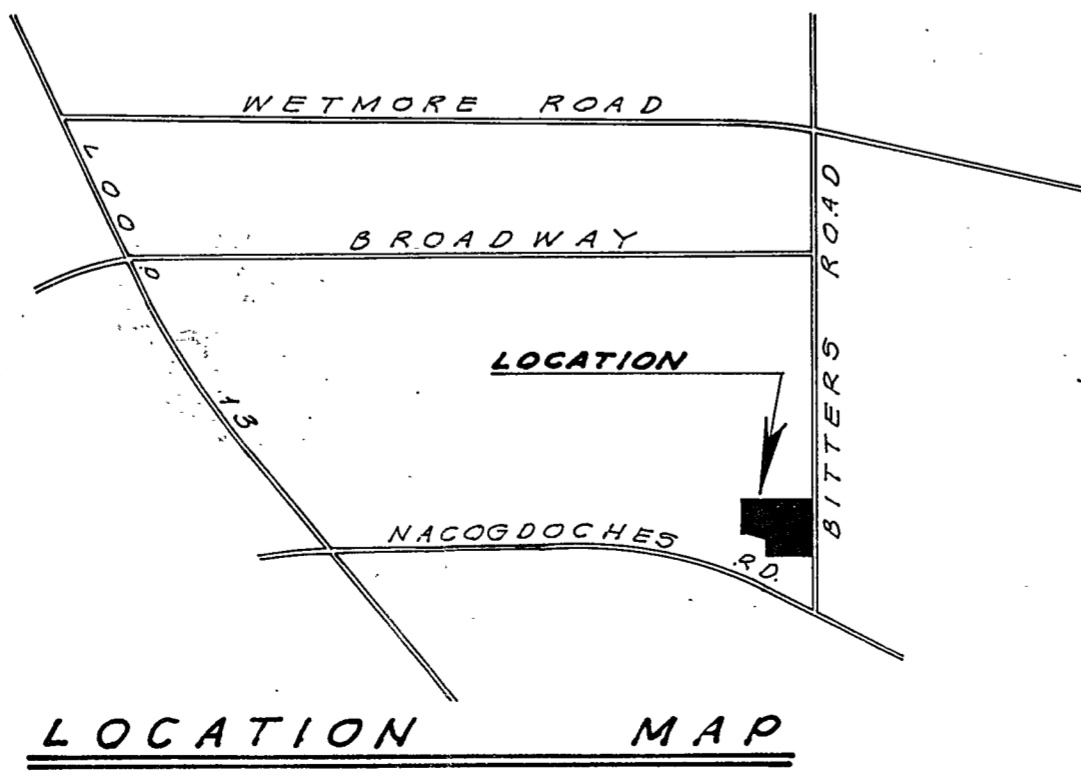 WETMORE ROAD
LOOP 13
BROADWAY
BITTERS ROAD
LOCATION
NACOGDOCHES RD.
LOCATION MAP